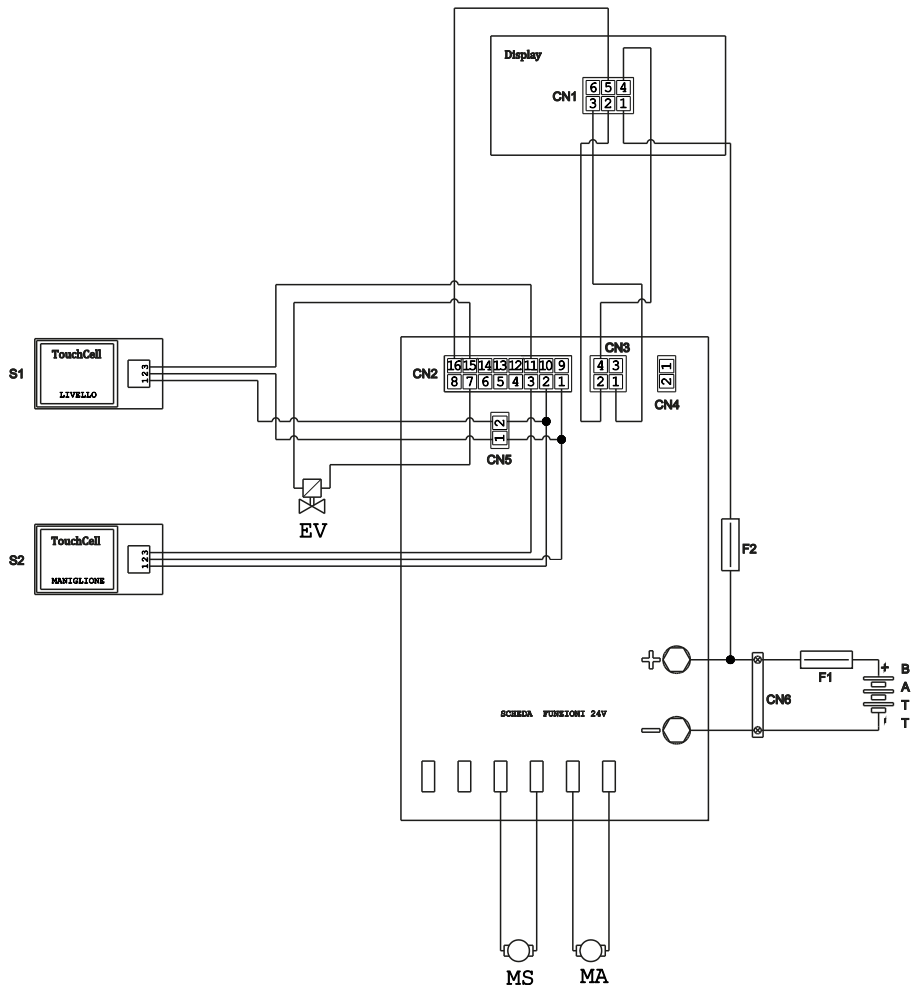 Display
CN1
6 5 4
3 2 1
TouchCell
S1
LIVELLO
1 2 3
CN2
16 15 14 13 12 11 10 9
8 7 6 5 4 3 2 1
CN3
4 3
2 1
2 1
CN4
2
1
CN5
EV
TouchCell
S2
MANIGLIONE
1 2 3
F2
+
F1
+
BATT
-
CN6
SCHEDA FUNZIONI 24V
-
MS
MA